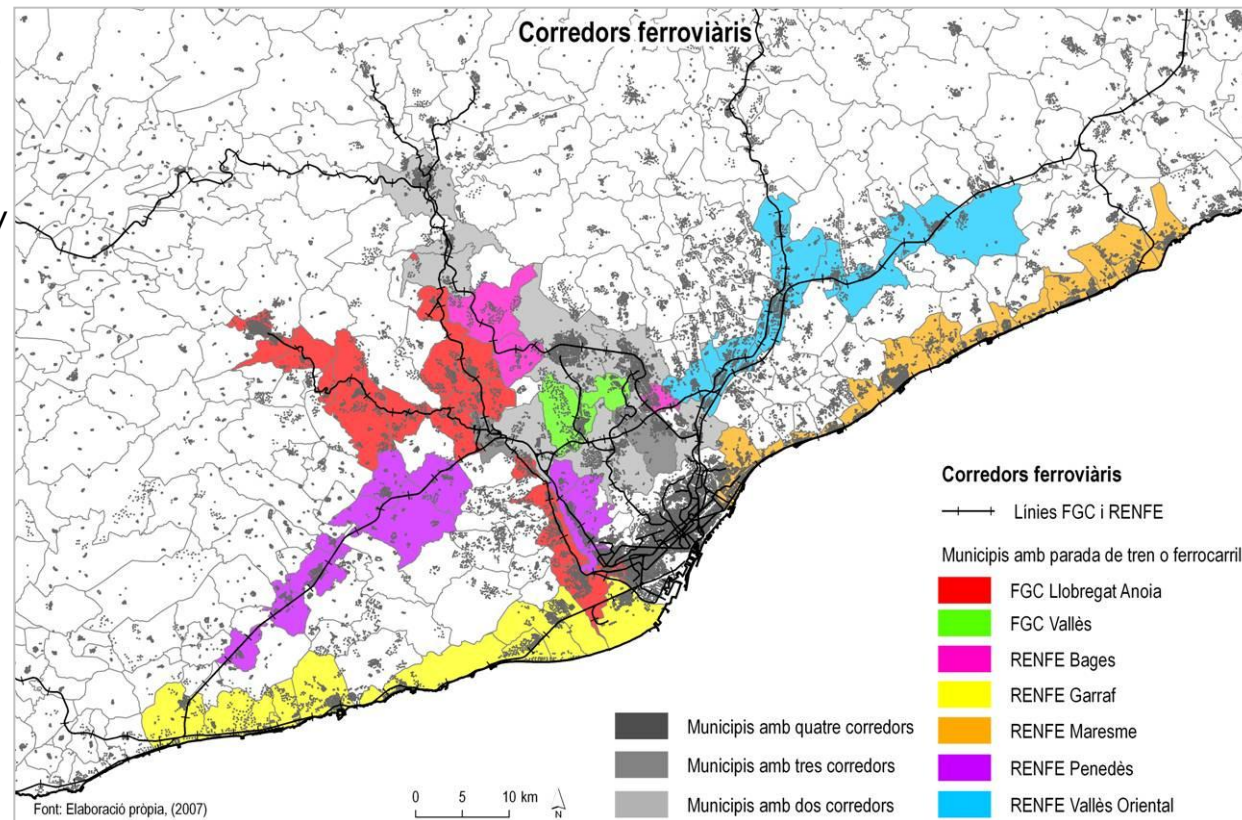 Corredors ferroviàris
Corredors ferroviàris
Línies FGC i RENFE
Municipis amb parada de tren o ferrocarril
FGC Llobregat Anoia
FGC Vallès
RENFE Bages
RENFE Garraf
RENFE Maresme
RENFE Penedès
RENFE Vallès Oriental
Municipis amb quatre corredors
Municipis amb tres corredors
Municipis amb dos corredors
0 5 10 km
N
Font: Elaboració pròpia, (2007)